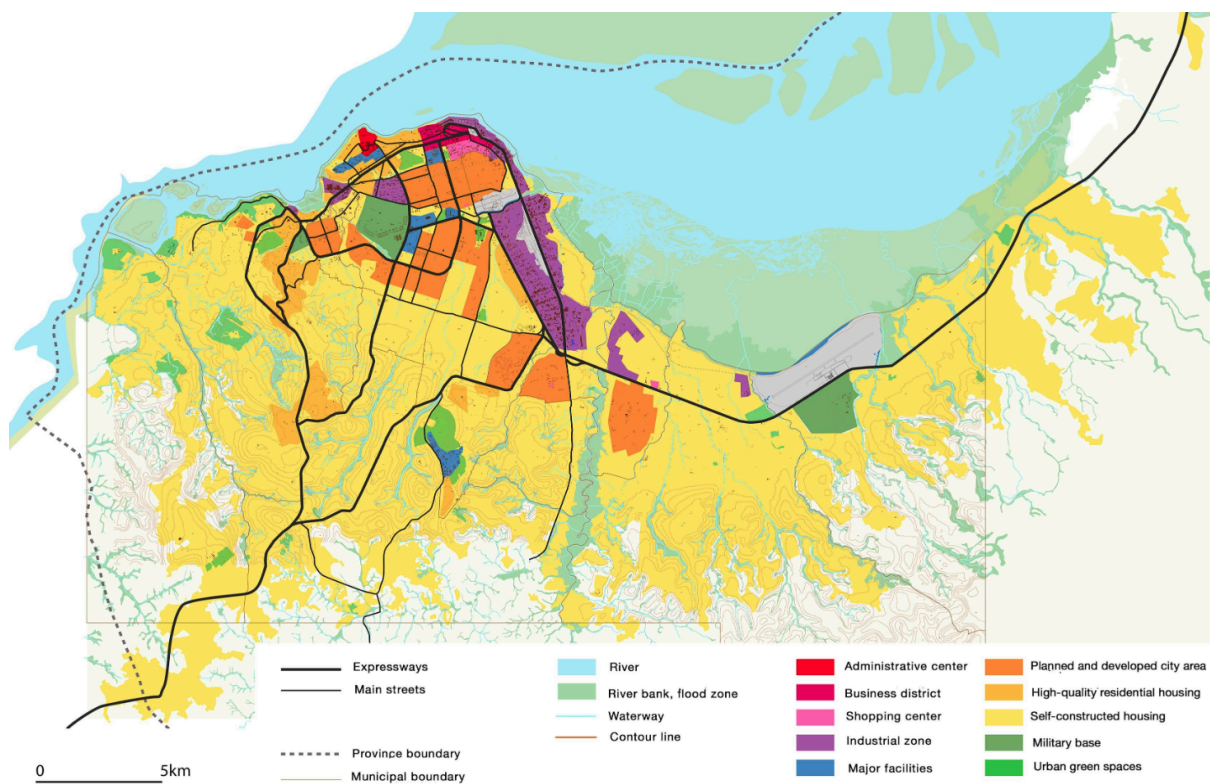 Expressways
Main streets
Province boundary
Municipal boundary
0 5km
River
River bank, flood zone
Waterway
Contour line
Administrative center
Business district
Shopping center
Industrial zone
Major facilities
Planned and developed city area
High-quality residential housing
Self-constructed housing
Military base
Urban green spaces